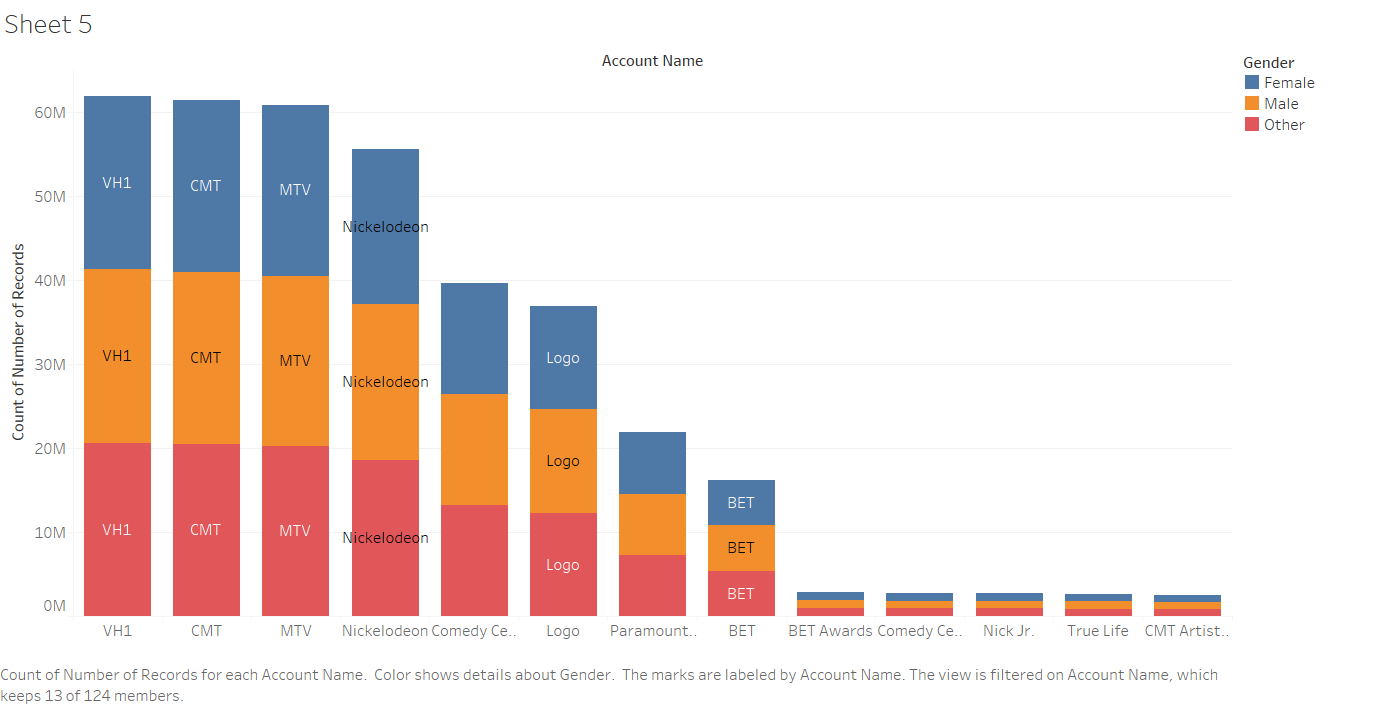 Sheet 5
Account Name
Gender
Female
Male
Other
Count of Number of Records
60M
50M
40M
30M
20M
10M
0M
VH1
CMT
MTV
Nickelodeon
Logo
VH1
CMT
MTV
Nickelodeon
Logo
BET
BET
VH1
CMT
MTV
Nickelodeon
Logo
BET
VH1 CMT MTV Nickelodeon Comedy Ce.. Logo Paramount.. BET BET Awards Comedy Ce.. Nick Jr. True Life CMT Artist..
Count of Number of Records for each Account Name.  Color shows details about Gender.  The marks are labeled by Account Name. The view is filtered on Account Name, which
keeps 13 of 124 members.